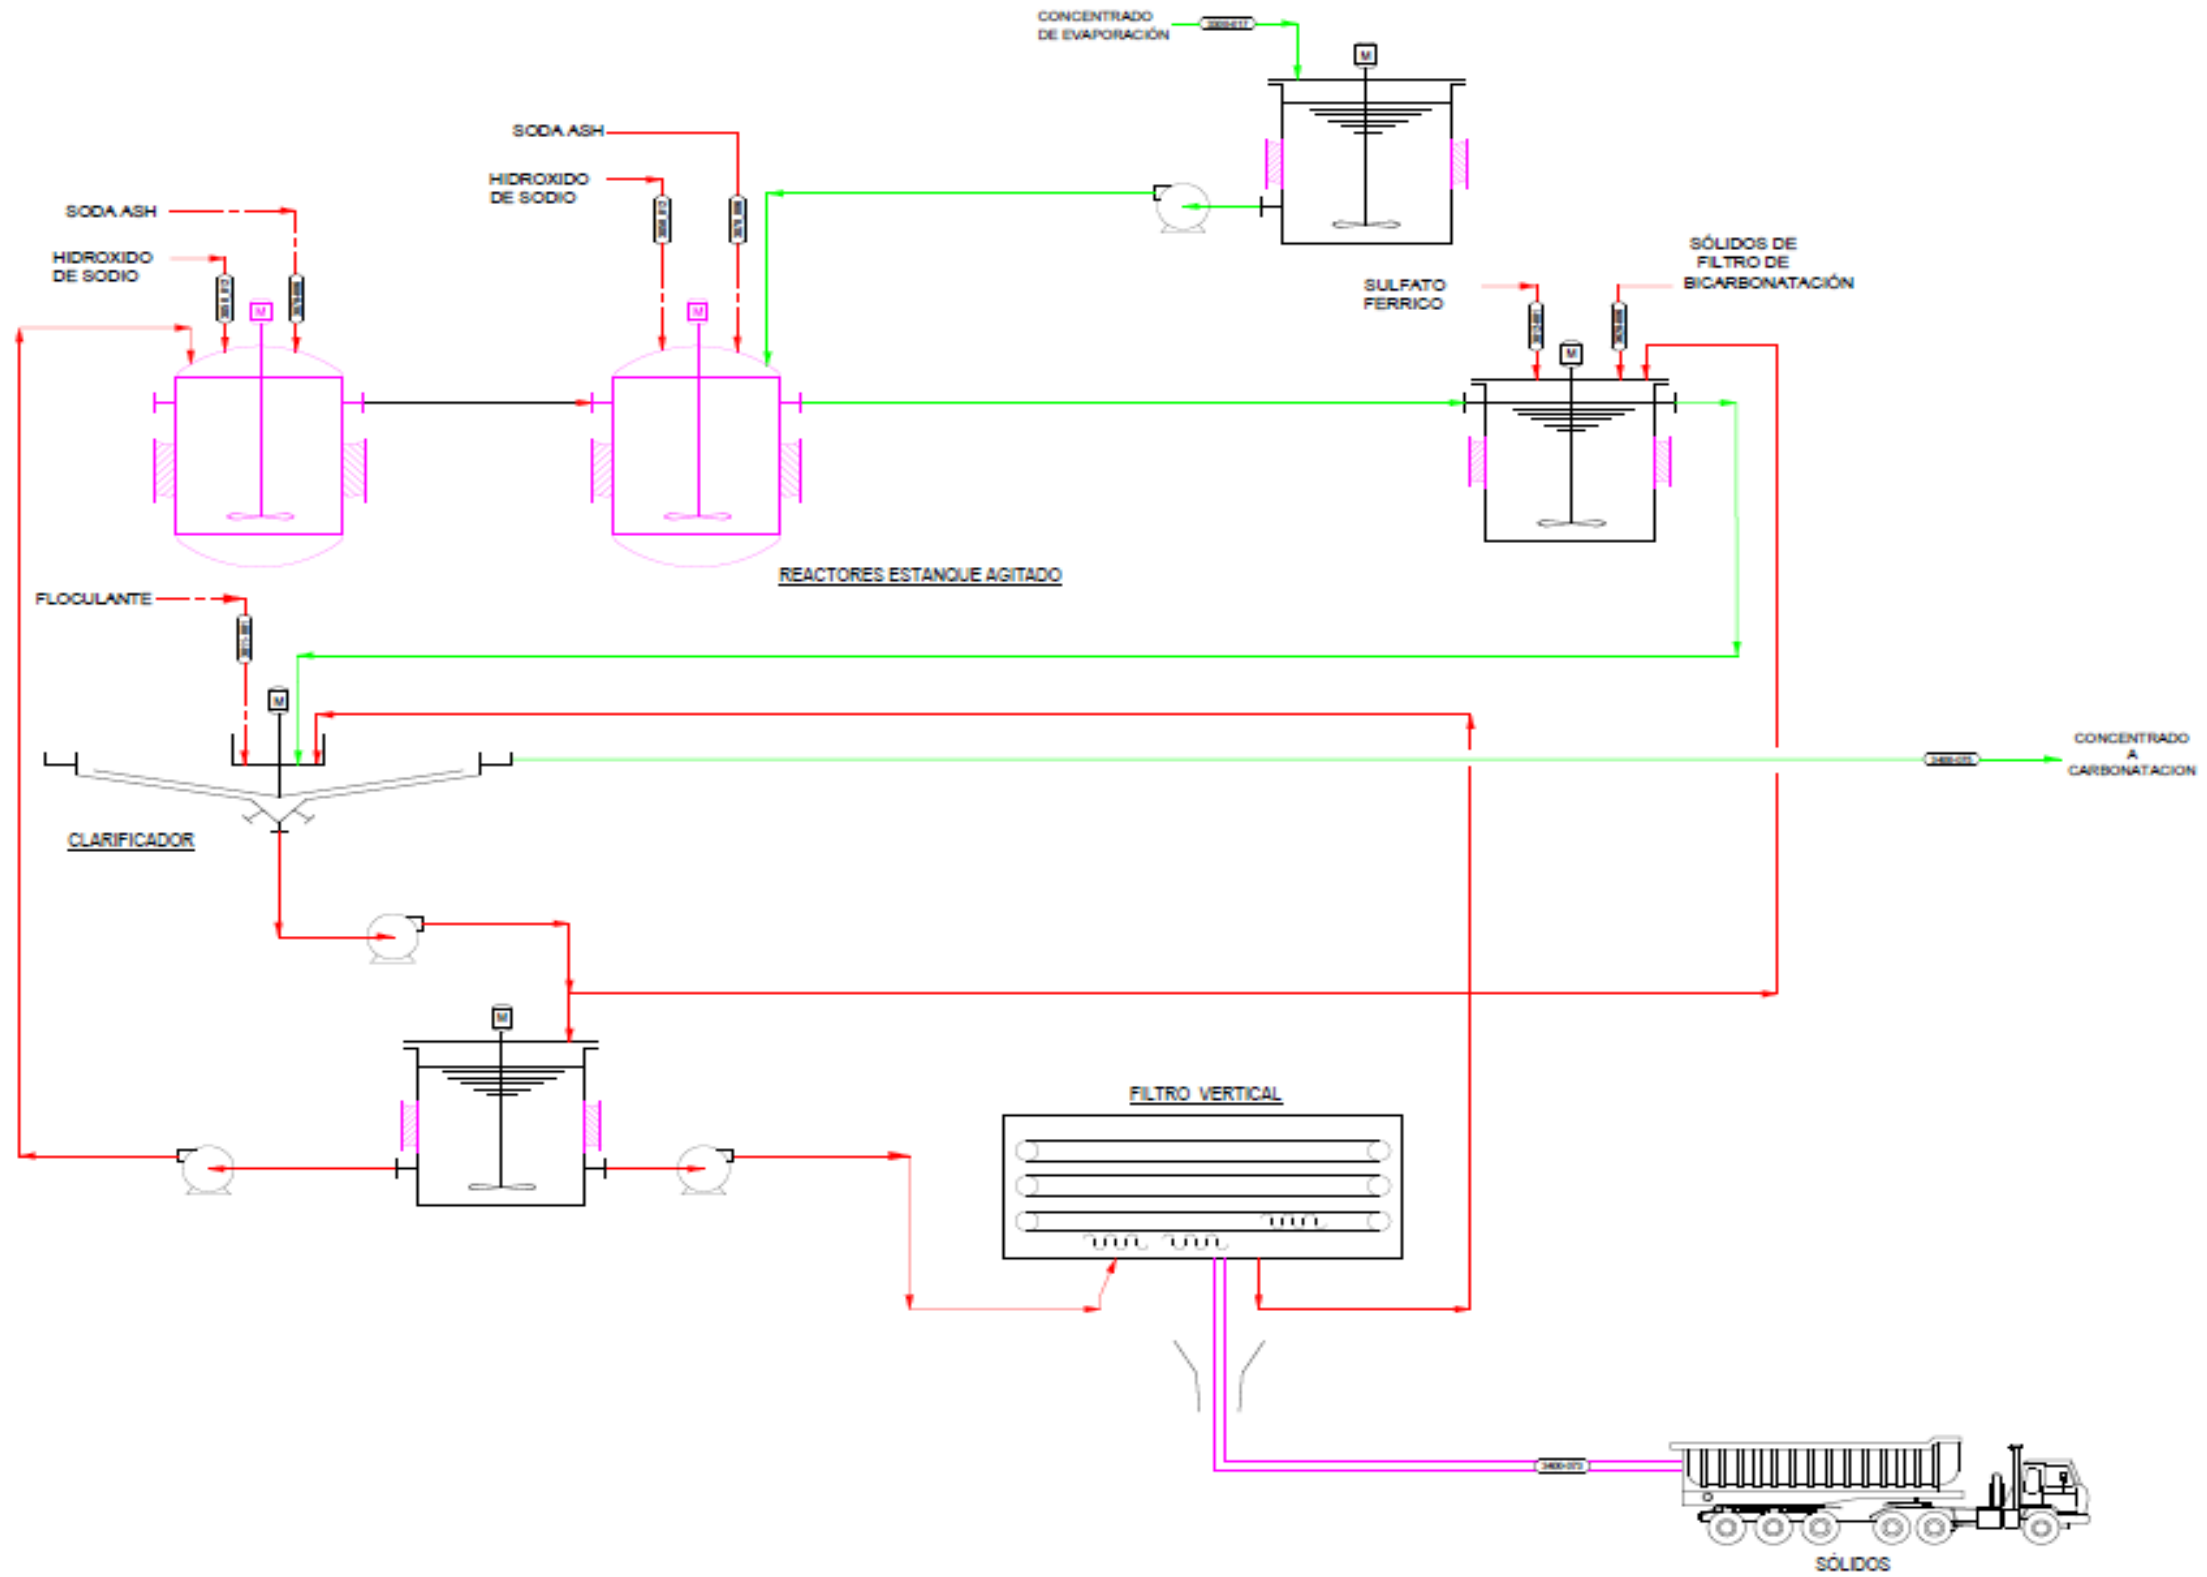 CONCENTRADO
DE EVAPORACIÓN
M
SODA ASH
HIDROXIDO
DE SODIO
SODA ASH
HIDROXIDO
DE SODIO
SÓLIDOS DE
FILTRO DE
BICARBONATACIÓN
SULFATO
FERRICO
M
M
M
REACTORES ESTANQUE AGITADO
FLOCULANTE
M
CONCENTRADO
A
CARBONATACION
CLARIFICADOR
M
FILTRO VERTICAL
SÓLIDOS